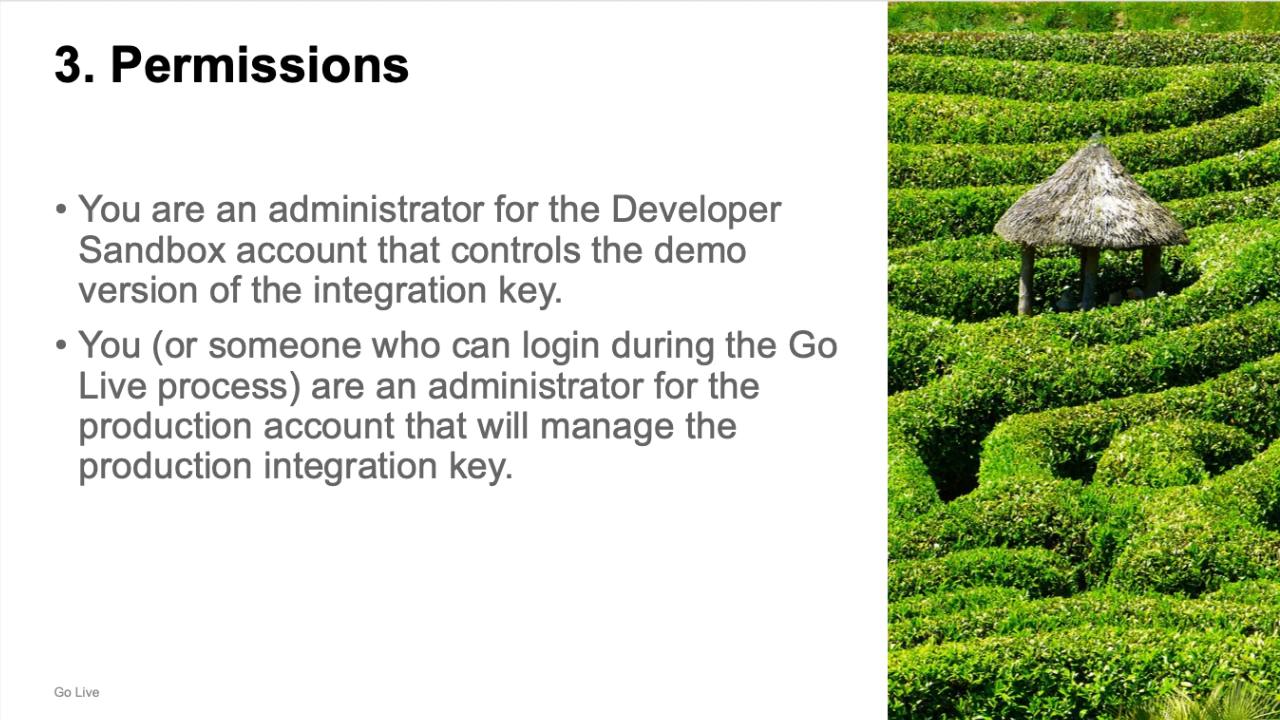 3. Permissions
• You are an administrator for the Developer
Sandbox account that controls the demo
version of the integration key.
• You (or someone who can login during the Go
Live process) are an administrator for the
production account that will manage the
production integration key.
Go Live